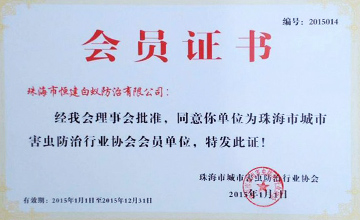 编号：2015014
会员证书
珠海市恒建白蚁防治有限公司：
经我会理事会批准，同意你单位为珠海市城市
害虫防治行业协会会员单位，特发此证！
珠海市城市害虫防治行业协会
2015年1月1日
有效期：2015年1月1日至2015年12月31日